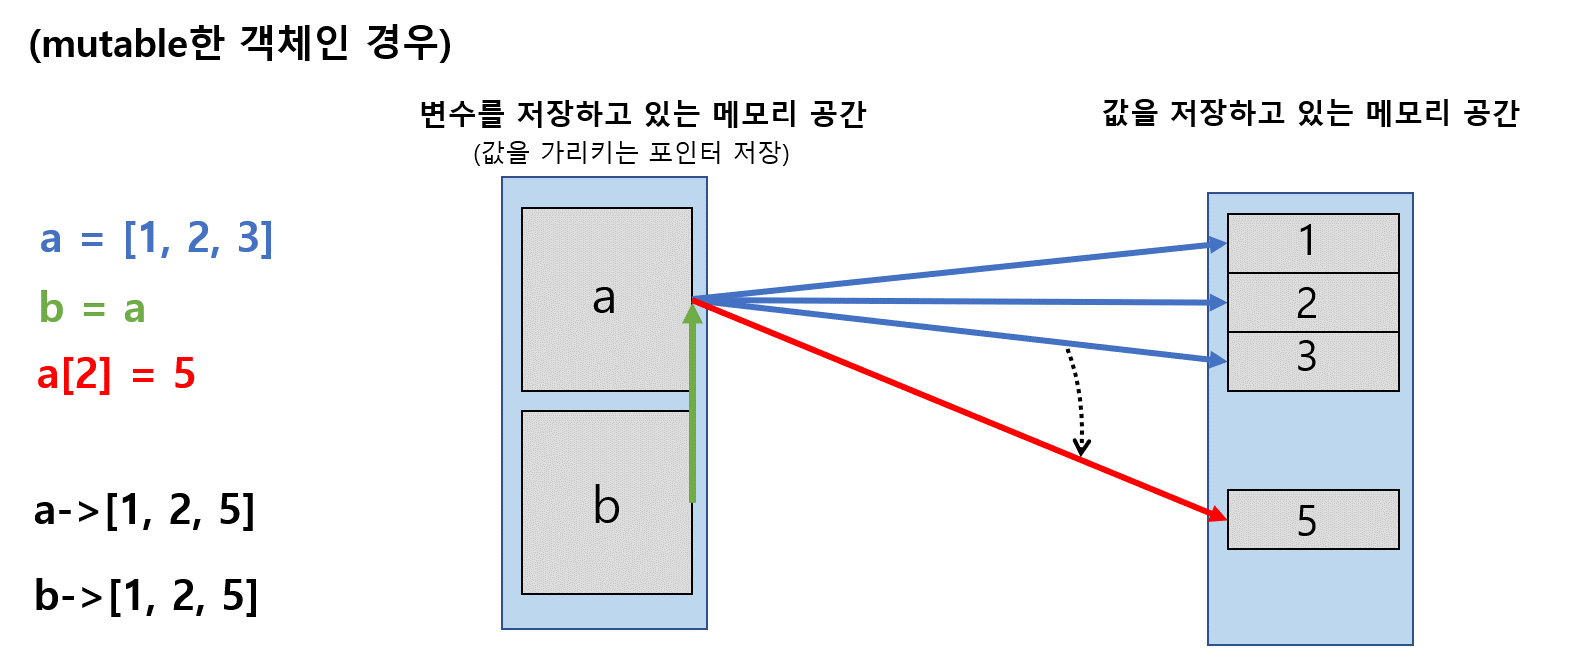 (mutable한 객체인 경우)
변수를 저장하고 있는 메모리 공간
(값을 가리키는 포인터 저장)
값을 저장하고 있는 메모리 공간
a = [1, 2, 3]
b = a
a[2] = 5
a->[1, 2, 5]
b->[1, 2, 5]
a
b
1
2
3
5